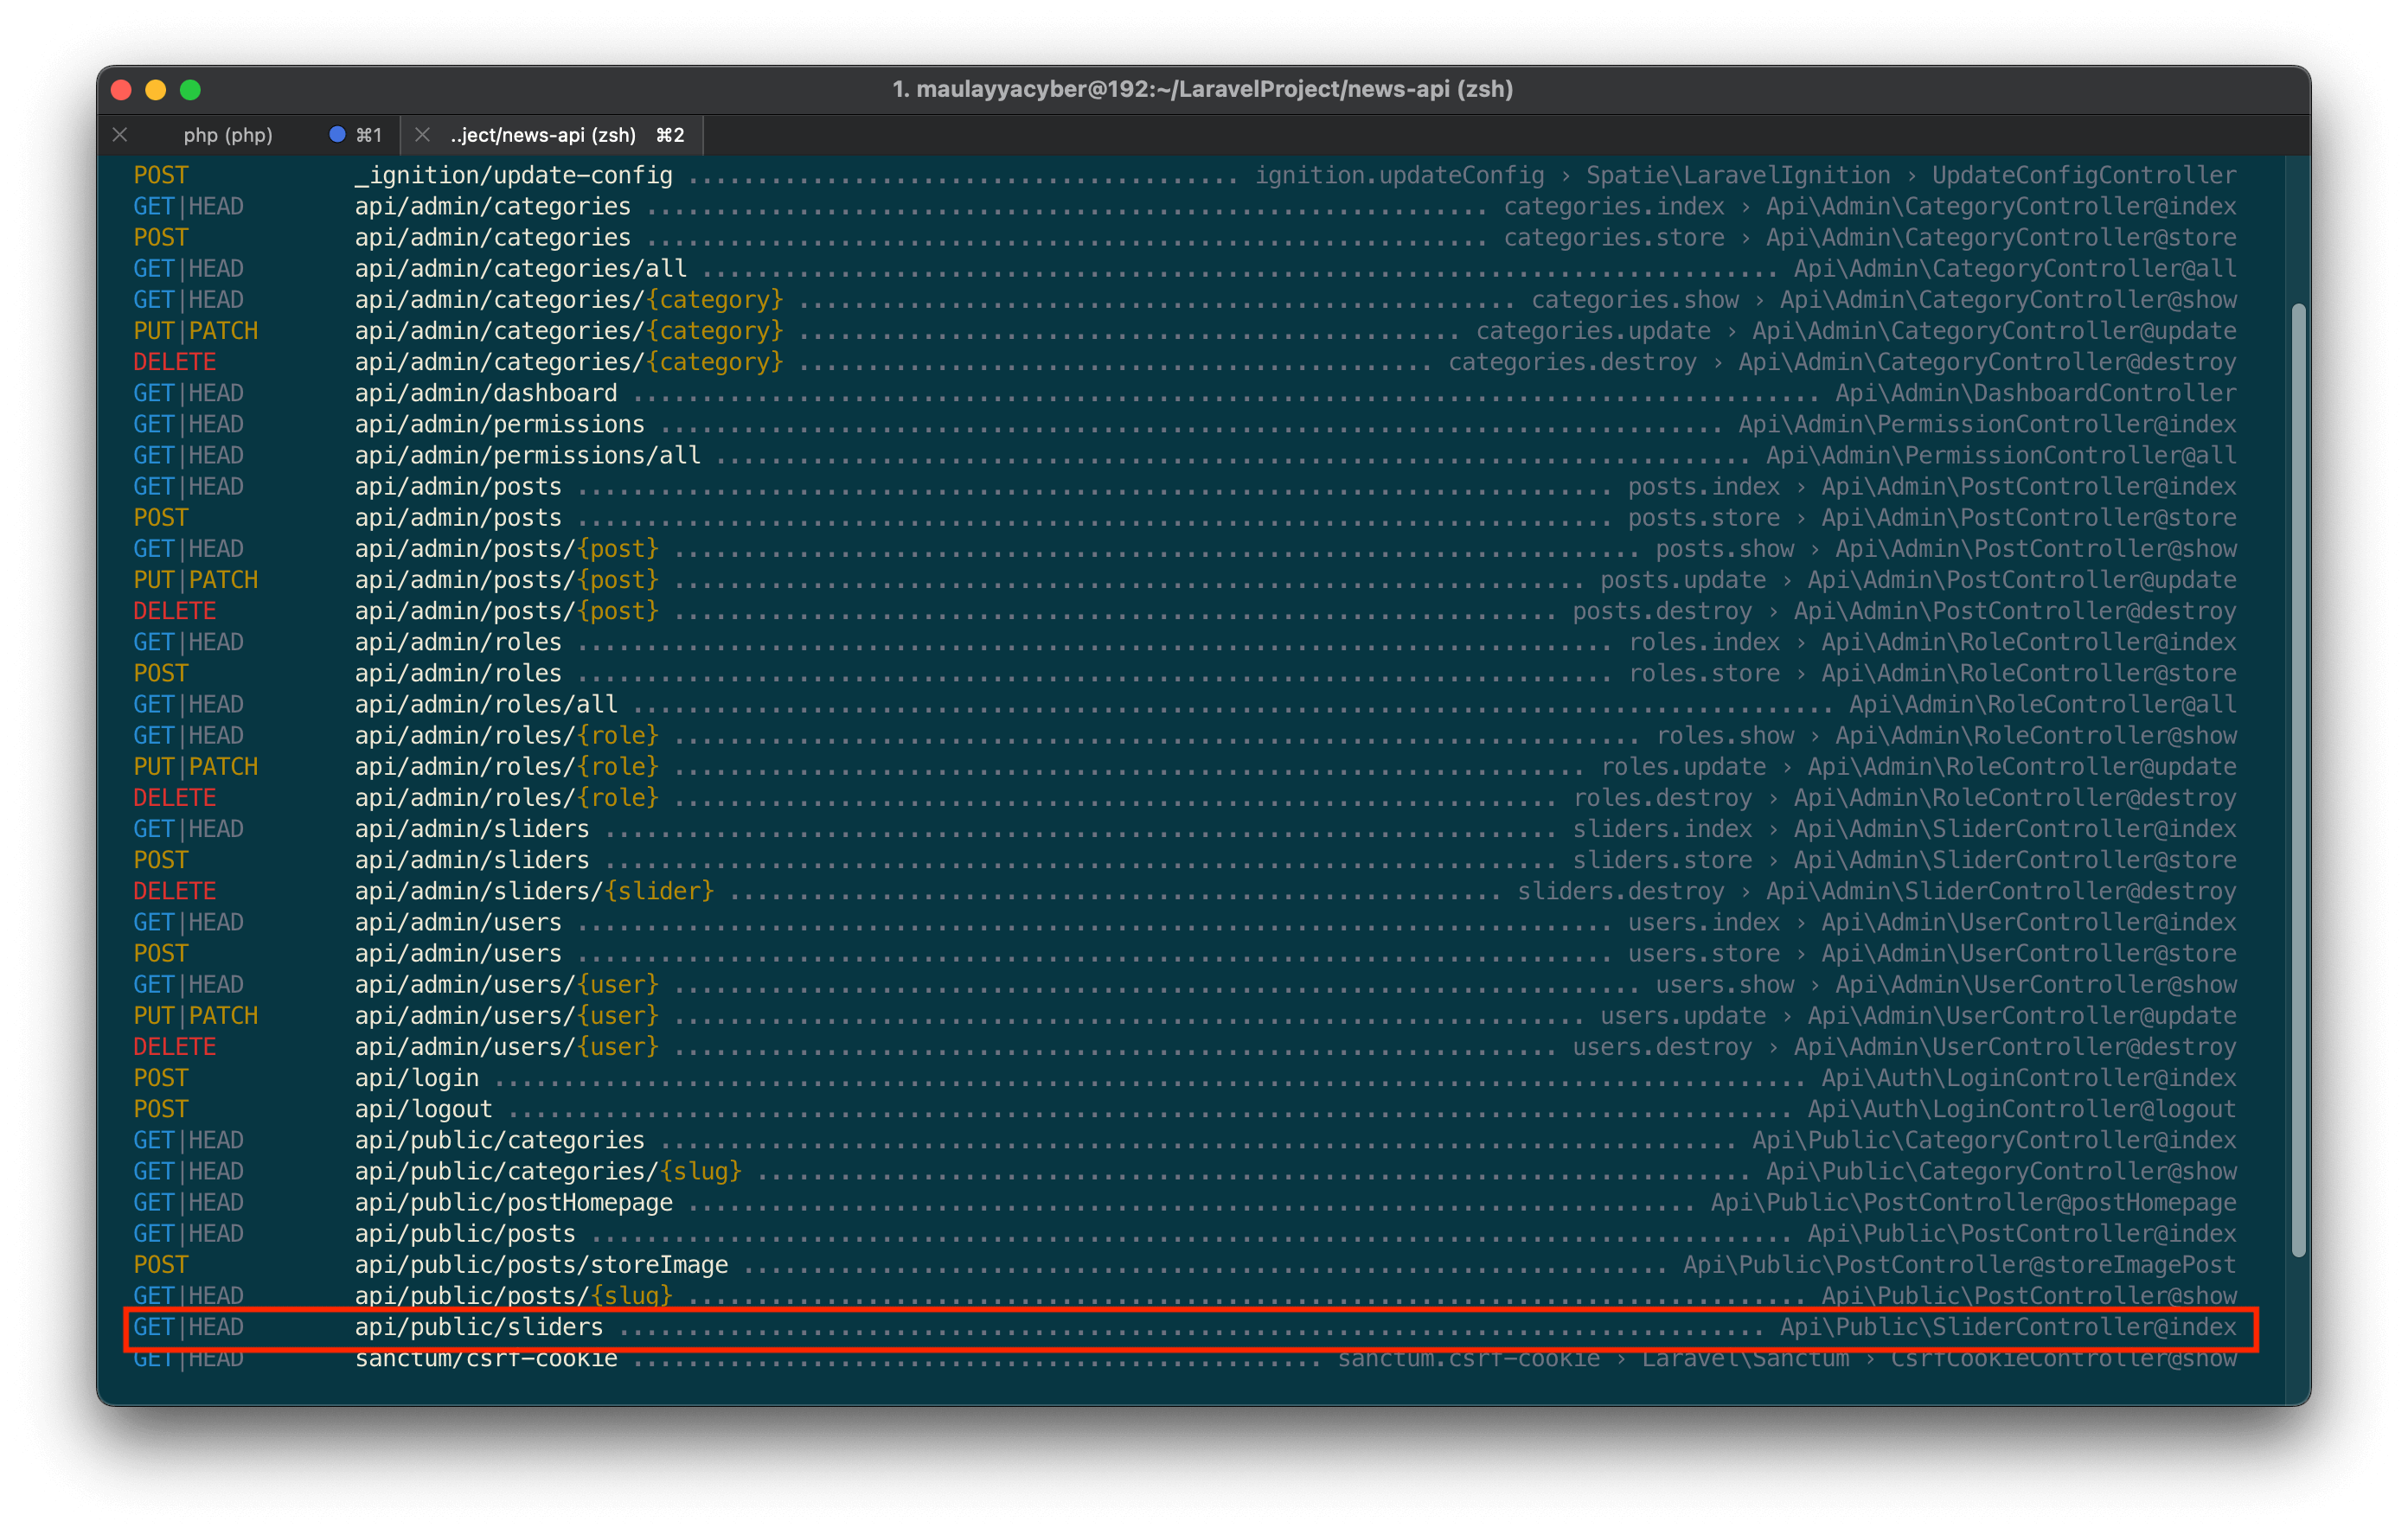 1. maulayyacyber@192:~/LaravelProject/news-api (zsh)
php (php) ⌘1 ..ject/news-api (zsh) ⌘2
POST _ignition/update-config ........................................ ignition.updateConfig › Spatie\LaravelIgnition › UpdateConfigController
GET|HEAD api/admin/categories ............................................................. categories.index › Api\Admin\CategoryController@index
POST api/admin/categories ............................................................. categories.store › Api\Admin\CategoryController@store
GET|HEAD api/admin/categories/all .............................................................................. Api\Admin\CategoryController@all
GET|HEAD api/admin/categories/{category} .................................................... categories.show › Api\Admin\CategoryController@show
PUT|PATCH api/admin/categories/{category} ................................................ categories.update › Api\Admin\CategoryController@update
DELETE api/admin/categories/{category} .............................................. categories.destroy › Api\Admin\CategoryController@destroy
GET|HEAD api/admin/dashboard ...................................................................................... Api\Admin\DashboardController
GET|HEAD api/admin/permissions ............................................................................. Api\Admin\PermissionController@index
GET|HEAD api/admin/permissions/all ........................................................................... Api\Admin\PermissionController@all
GET|HEAD api/admin/posts ........................................................................... posts.index › Api\Admin\PostController@index
POST api/admin/posts ........................................................................... posts.store › Api\Admin\PostController@store
GET|HEAD api/admin/posts/{post} ...................................................................... posts.show › Api\Admin\PostController@show
PUT|PATCH api/admin/posts/{post} .................................................................. posts.update › Api\Admin\PostController@update
DELETE api/admin/posts/{post} ................................................................ posts.destroy › Api\Admin\PostController@destroy
GET|HEAD api/admin/roles ........................................................................... roles.index › Api\Admin\RoleController@index
POST api/admin/roles ........................................................................... roles.store › Api\Admin\RoleController@store
GET|HEAD api/admin/roles/all ....................................................................................... Api\Admin\RoleController@all
GET|HEAD api/admin/roles/{role} ...................................................................... roles.show › Api\Admin\RoleController@show
PUT|PATCH api/admin/roles/{role} .................................................................. roles.update › Api\Admin\RoleController@update
DELETE api/admin/roles/{role} ................................................................ roles.destroy › Api\Admin\RoleController@destroy
GET|HEAD api/admin/sliders ..................................................................... sliders.index › Api\Admin\SliderController@index
POST api/admin/sliders ..................................................................... sliders.store › Api\Admin\SliderController@store
DELETE api/admin/sliders/{slider} ........................................................ sliders.destroy › Api\Admin\SliderController@destroy
GET|HEAD api/admin/users ........................................................................... users.index › Api\Admin\UserController@index
POST api/admin/users ........................................................................... users.store › Api\Admin\UserController@store
GET|HEAD api/admin/users/{user} ...................................................................... users.show › Api\Admin\UserController@show
PUT|PATCH api/admin/users/{user} .................................................................. users.update › Api\Admin\UserController@update
DELETE api/admin/users/{user} ................................................................ users.destroy › Api\Admin\UserController@destroy
POST api/login ............................................................................................... Api\Auth\LoginController@index
POST api/logout ............................................................................................. Api\Auth\LoginController@logout
GET|HEAD api/public/categories .............................................................................. Api\Public\CategoryController@index
GET|HEAD api/public/categories/{slug} ........................................................................ Api\Public\CategoryController@show
GET|HEAD api/public/postHomepage ......................................................................... Api\Public\PostController@postHomepage
GET|HEAD api/public/posts ....................................................................................... Api\Public\PostController@index
POST api/public/posts/storeImage ................................................................... Api\Public\PostController@storeImagePost
GET|HEAD api/public/posts/{slug} .................................................................................. Api\Public\PostController@show
GET|HEAD api/public/sliders ................................................................................... Api\Public\SliderController@index
GET|HEAD sanctum/csrf-cookie .................................................. sanctum.csrf-cookie › Laravel\Sanctum › CsrfCookieController@show